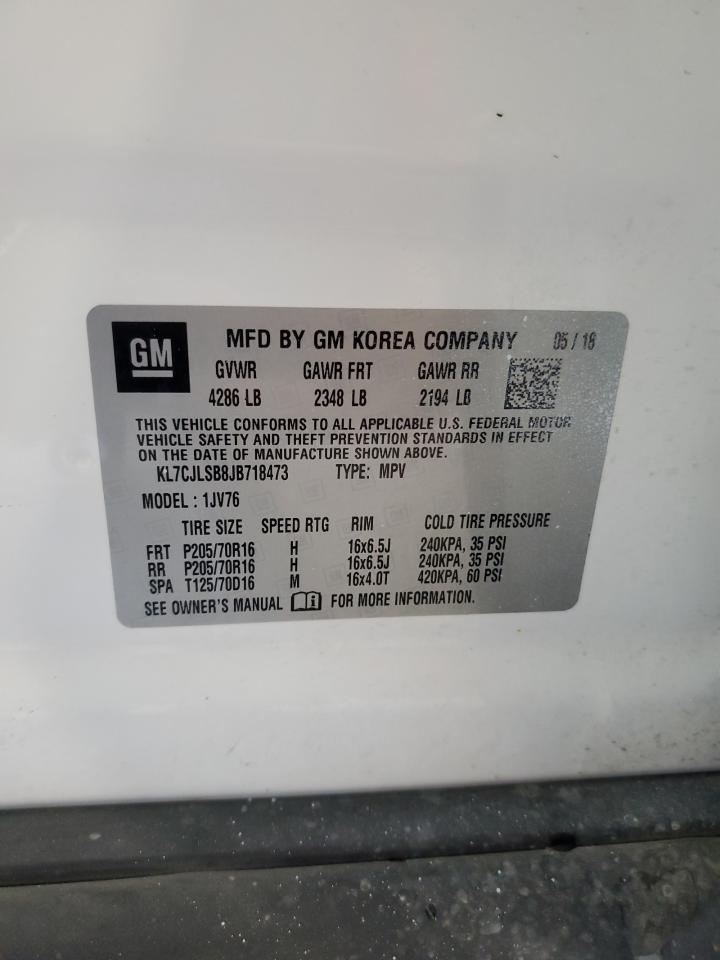 GM MFD BY GM KOREA COMPANY 05 / 18
GVWR GAWR FRT GAWR RR
4286 LB 2348 LB 2194 LB
THIS VEHICLE CONFORMS TO ALL APPLICABLE U.S. FEDERAL MOTOR
VEHICLE SAFETY AND THEFT PREVENTION STANDARDS IN EFFECT
ON THE DATE OF MANUFACTURE SHOWN ABOVE.
KL7CJLSB8JB718473 TYPE: MPV
MODEL : 1JV76
TIRE SIZE SPEED RTG RIM COLD TIRE PRESSURE
FRT P205/70R16 H 16x6.5J 240KPA, 35 PSI
RR P205/70R16 H 16x6.5J 240KPA, 35 PSI
SPA T125/70D16 M 16x4.0T 420KPA, 60 PSI
SEE OWNER'S MANUAL FOR MORE INFORMATION.